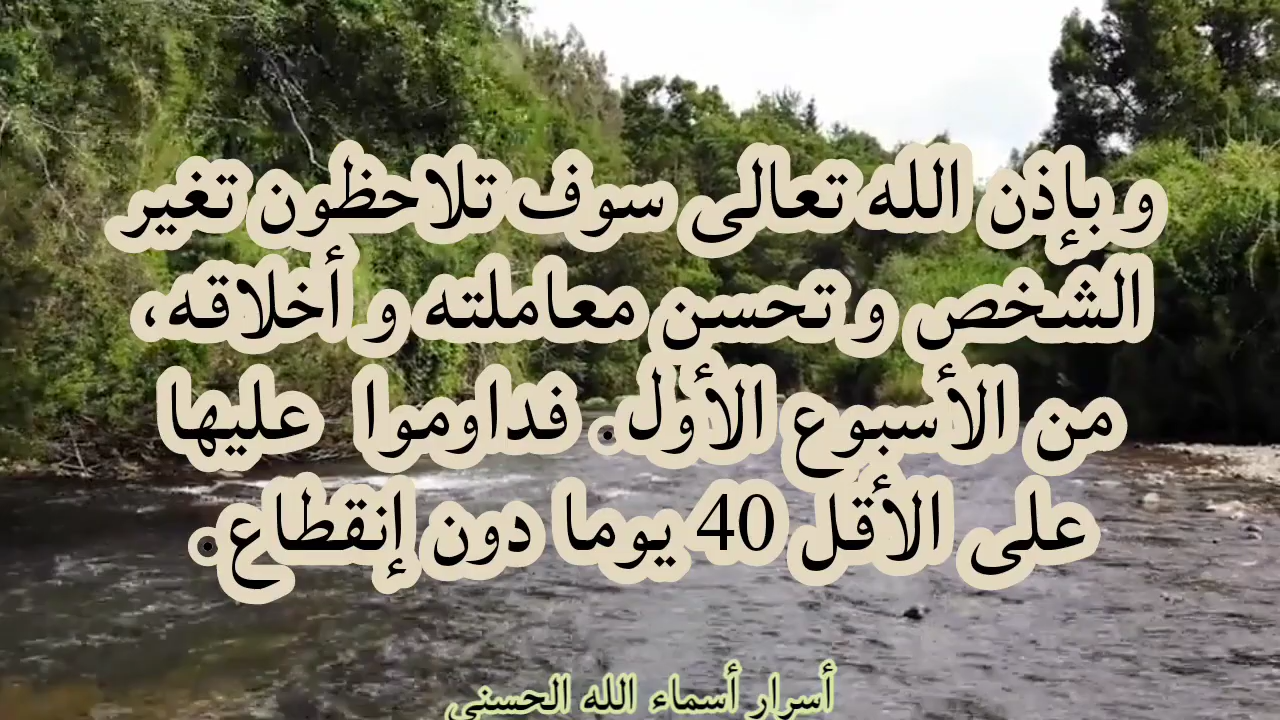 و بإذن الله تعالى سوف تلاحظون تغير
الشخص و تحسن معاملته و أخلاقه،
من الأسبوع الأول. فداوموا عليها
على الأقل 40 يوما دون إنقطاع.
أسرار أسماء الله الحسنى